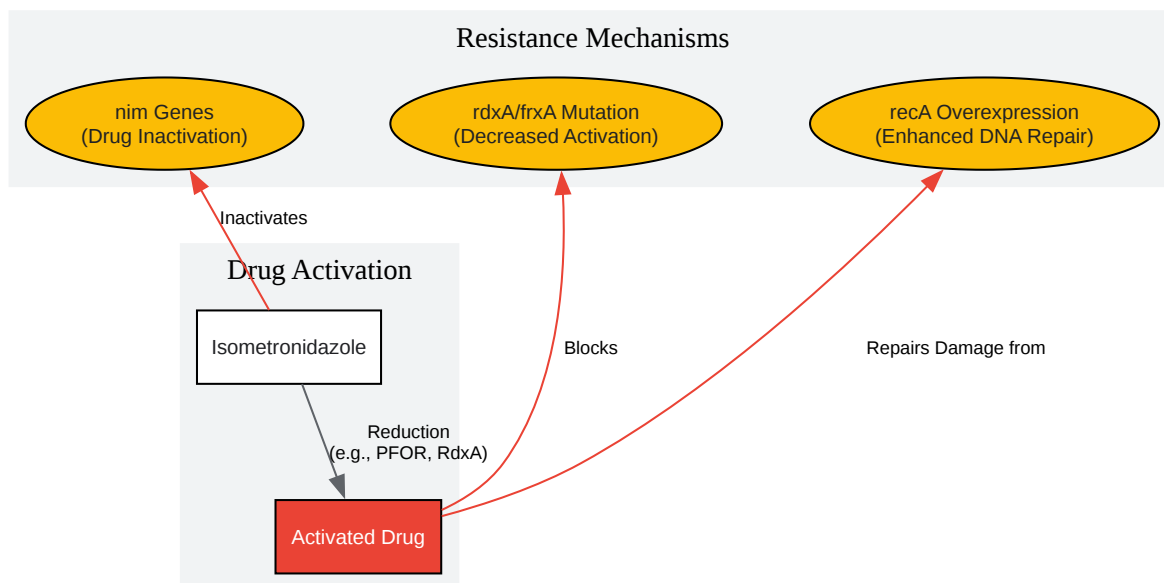 Resistance Mechanisms
nim Genes
(Drug Inactivation)
rdxA/frxA Mutation
(Decreased Activation)
recA Overexpression
(Enhanced DNA Repair)
Inactivates
Drug Activation
Isometronidazole
Blocks
Repairs Damage from
Reduction
(e.g., PFOR, RdxA)
Activated Drug